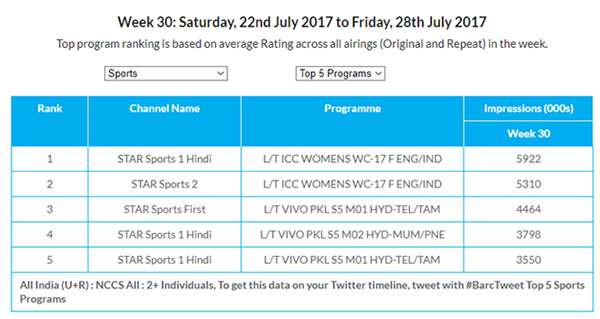 Week 30: Saturday, 22nd July 2017 to Friday, 28th July 2017
Top program ranking is based on average Rating across all airings (Original and Repeat) in the week.
Sports Top 5 Programs
Rank Channel Name Programme Impressions (000s)
Week 30
1 STAR Sports 1 Hindi L/T ICC WOMENS WC-17 F ENG/IND 5922
2 STAR Sports 2 L/T ICC WOMENS WC-17 F ENG/IND 5310
3 STAR Sports First L/T VIVO PKL S5 M01 HYD-TEL/TAM 4464
4 STAR Sports 1 Hindi L/T VIVO PKL S5 M02 HYD-MUM/PNE 3798
5 STAR Sports 1 Hindi L/T VIVO PKL S5 M01 HYD-TEL/TAM 3550
All India (U+R) : NCCS All : 2+ Individuals, To get this data on your Twitter timeline, tweet with #BarcTweet Top 5 Sports
Programs